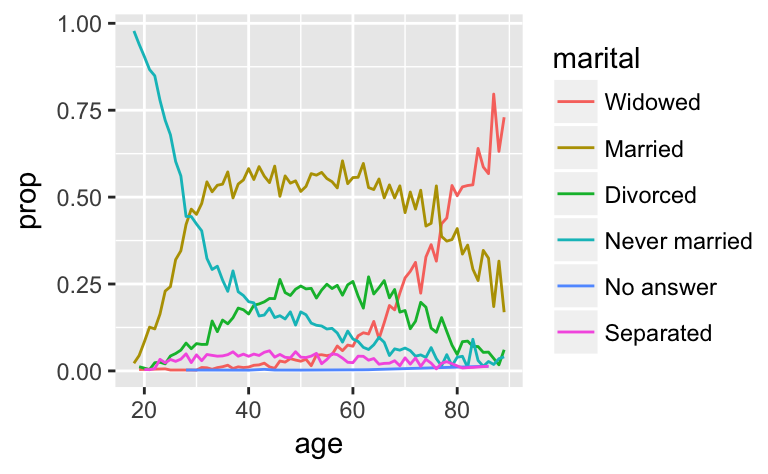 1.00
0.75
0.50
0.25
0.00
prop
20 40 60 80
age
marital
Widowed
Married
Divorced
Never married
No answer
Separated